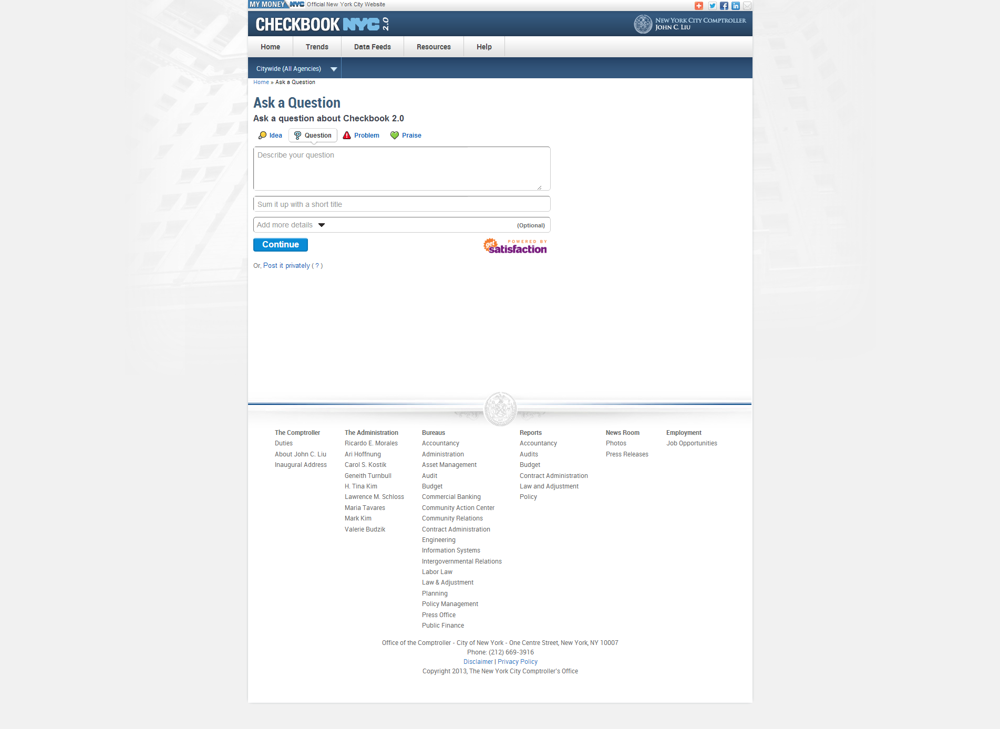 MY MONEY NYC Official New York City Website
CHECKBOOK NYC 2.0
NEW YORK CITY COMPTROLLER
JOHN C. LIU
Home Trends Data Feeds Resources Help
Citywide (All Agencies)
Home » Ask a Question
Ask a Question
Ask a question about Checkbook 2.0
Idea Question Problem Praise
Describe your question
Sum it up with a short title
Add more details (Optional)
Continue
POWERED BY
get satisfaction
Or, Post it privately ( ? )
The Comptroller
Duties
About John C. Liu
Inaugural Address
The Administration
Ricardo E. Morales
Ari Hoffnung
Carol S. Kostik
Geneith Turnbull
H. Tina Kim
Lawrence M. Schloss
Maria Tavares
Mark Kim
Valerie Budzik
Bureaus
Accountancy
Administration
Asset Management
Audit
Budget
Commercial Banking
Community Action Center
Community Relations
Contract Administration
Engineering
Information Systems
Intergovernmental Relations
Labor Law
Law & Adjustment
Planning
Policy Management
Press Office
Public Finance
Reports
Accountancy
Audits
Budget
Contract Administration
Law and Adjustment
Policy
News Room
Photos
Press Releases
Employment
Job Opportunities
Office of the Comptroller - City of New York - One Centre Street, New York, NY 10007
Phone: (212) 669-3916
Disclaimer | Privacy Policy
Copyright 2013, The New York City Comptroller's Office